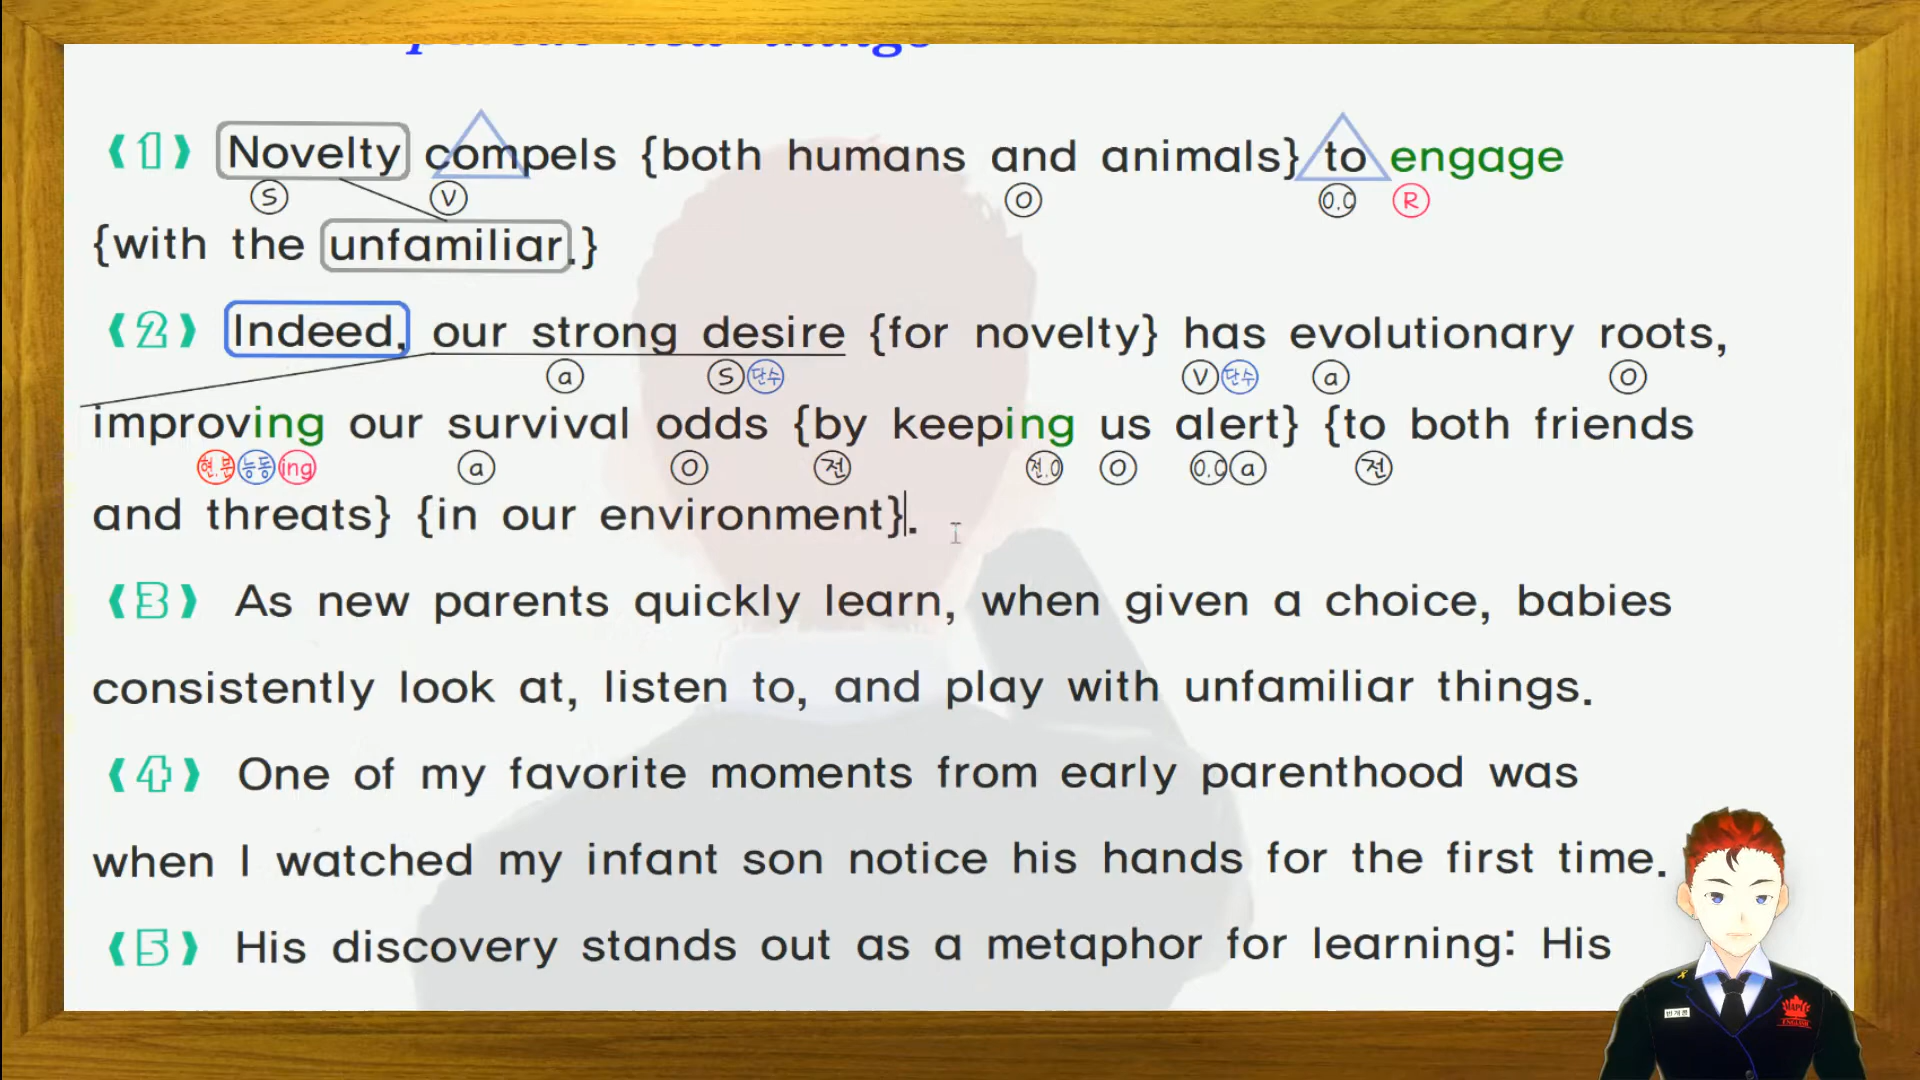 new things
❨1❩ Novelty compels {both humans and animals} to engage
S V O O.C R
{with the unfamiliar.}
❨2❩ Indeed, our strong desire {for novelty} has evolutionary roots,
a S 단수 V 단수 a O
improving our survival odds {by keeping us alert} {to both friends
현.분 능동 ing a O 전 전.O O O.C a 전
and threats} {in our environment}.
❨3❩ As new parents quickly learn, when given a choice, babies
consistently look at, listen to, and play with unfamiliar things.
❨4❩ One of my favorite moments from early parenthood was
when I watched my infant son notice his hands for the first time.
❨5❩ His discovery stands out as a metaphor for learning: His
MAPLE
ENGLISH